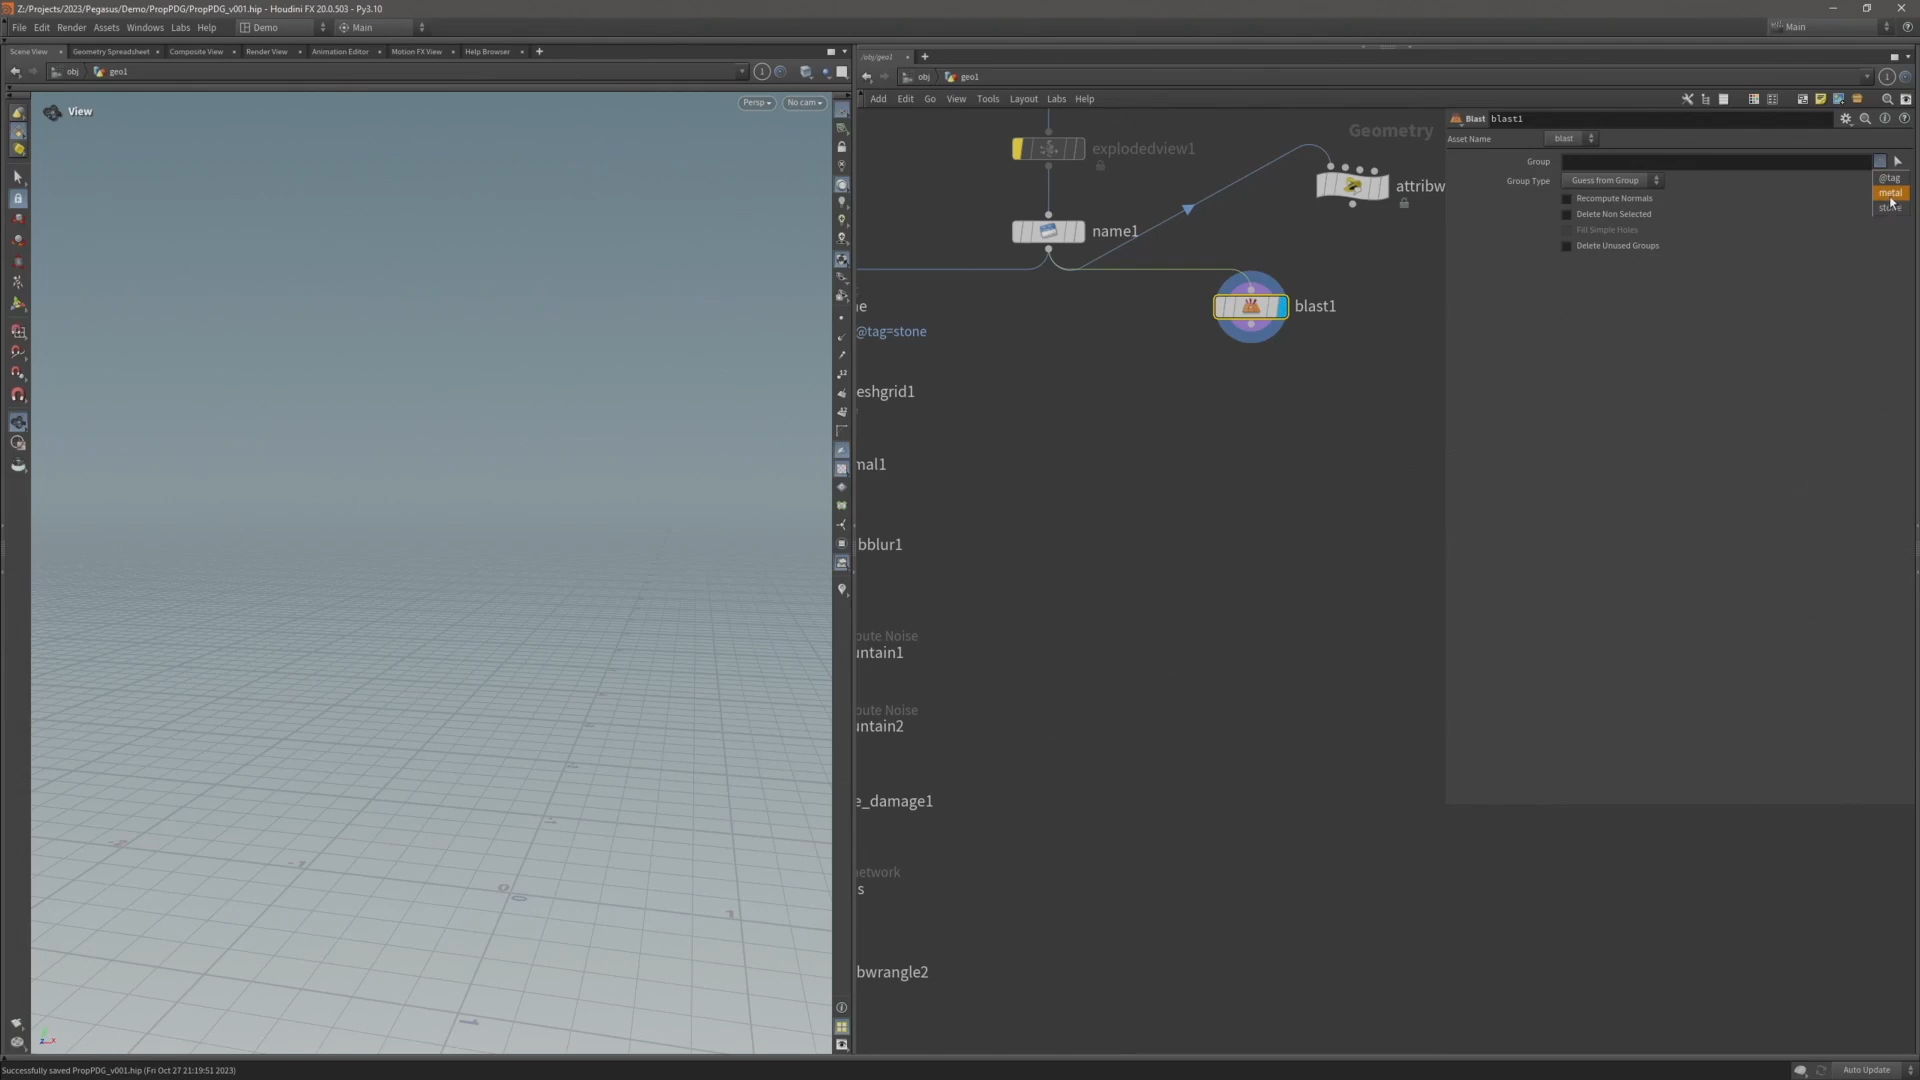 Z:/Projects/2023/Pegasus/Demo/PropPDG/PropPDG_v001.hip - Houdini FX 20.0.503 - Py3.10
File Edit Render Assets Windows Labs Help Demo Main Main
Scene View Geometry Spreadsheet Composite View Render View Animation Editor Motion FX View Help Browser
obj geo1
View
Persp No cam
/obj/geo1
obj geo1
Add Edit Go View Tools Layout Labs Help
Geometry
explodedview1
attribw
name1
blast1
e
@tag=stone
eshgrid1
mal1
bblur1
ute Noise
untain1
ute Noise
untain2
e_damage1
network
s
bwrangle2
Blast blast1
Asset Name blast
Group
@tag
Group Type Guess from Group
metal
Recompute Normals
Delete Non Selected
Fill Simple Holes
Delete Unused Groups
Successfully saved PropPDG_v001.hip (Fri Oct 27 21:19:51 2023)
Auto Update